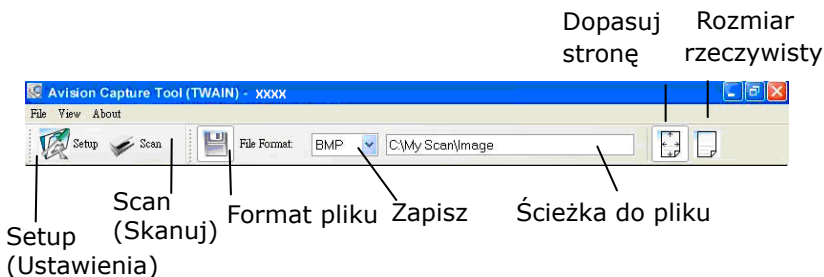 Dopasuj stronę
Rozmiar rzeczywisty
Avision Capture Tool (TWAIN) - xxxx
File View About
Setup Scan File Format: BMP C:\My Scan\Image
Setup (Ustawienia)
Scan (Skanuj)
Format pliku
Zapisz
Ścieżka do pliku